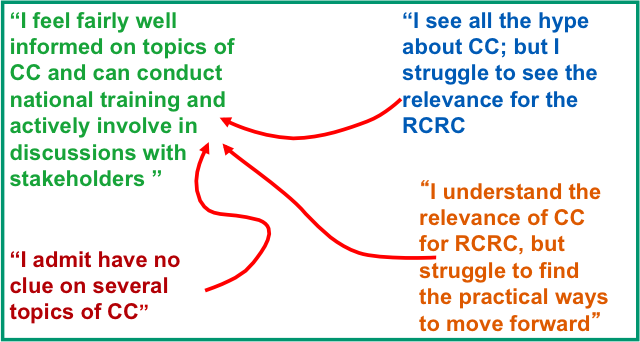 “I feel fairly well
informed on topics of
CC and can conduct
national training and
actively involve in
discussions with
stakeholders ”
“I see all the hype
about CC; but I
struggle to see the
relevance for the
RCRC
“I admit have no
clue on several
topics of CC”
“I understand the
relevance of CC
for RCRC, but
struggle to find
the practical ways
to move forward”